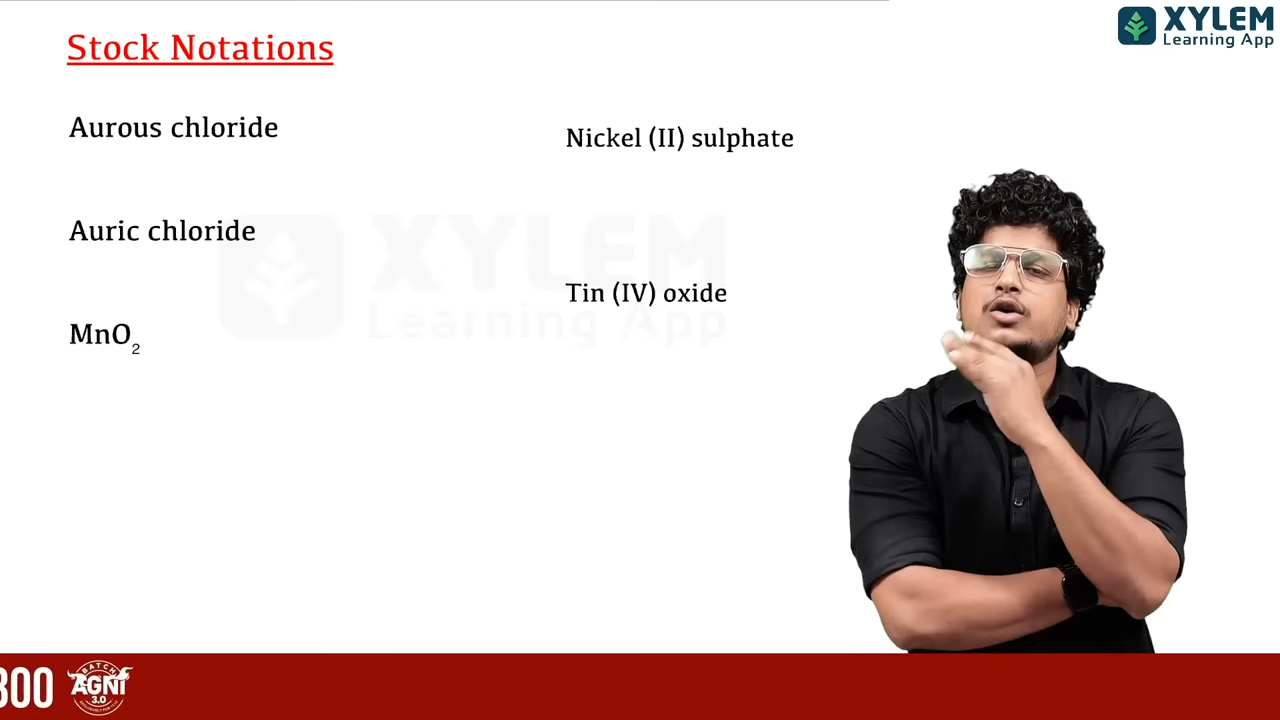 Stock Notations
XYLEM
Learning App
Aurous chloride
Nickel (II) sulphate
Auric chloride
XYLEM
Learning App
Tin (IV) oxide
MnO₂
300
BATCH
AGNI
3.0